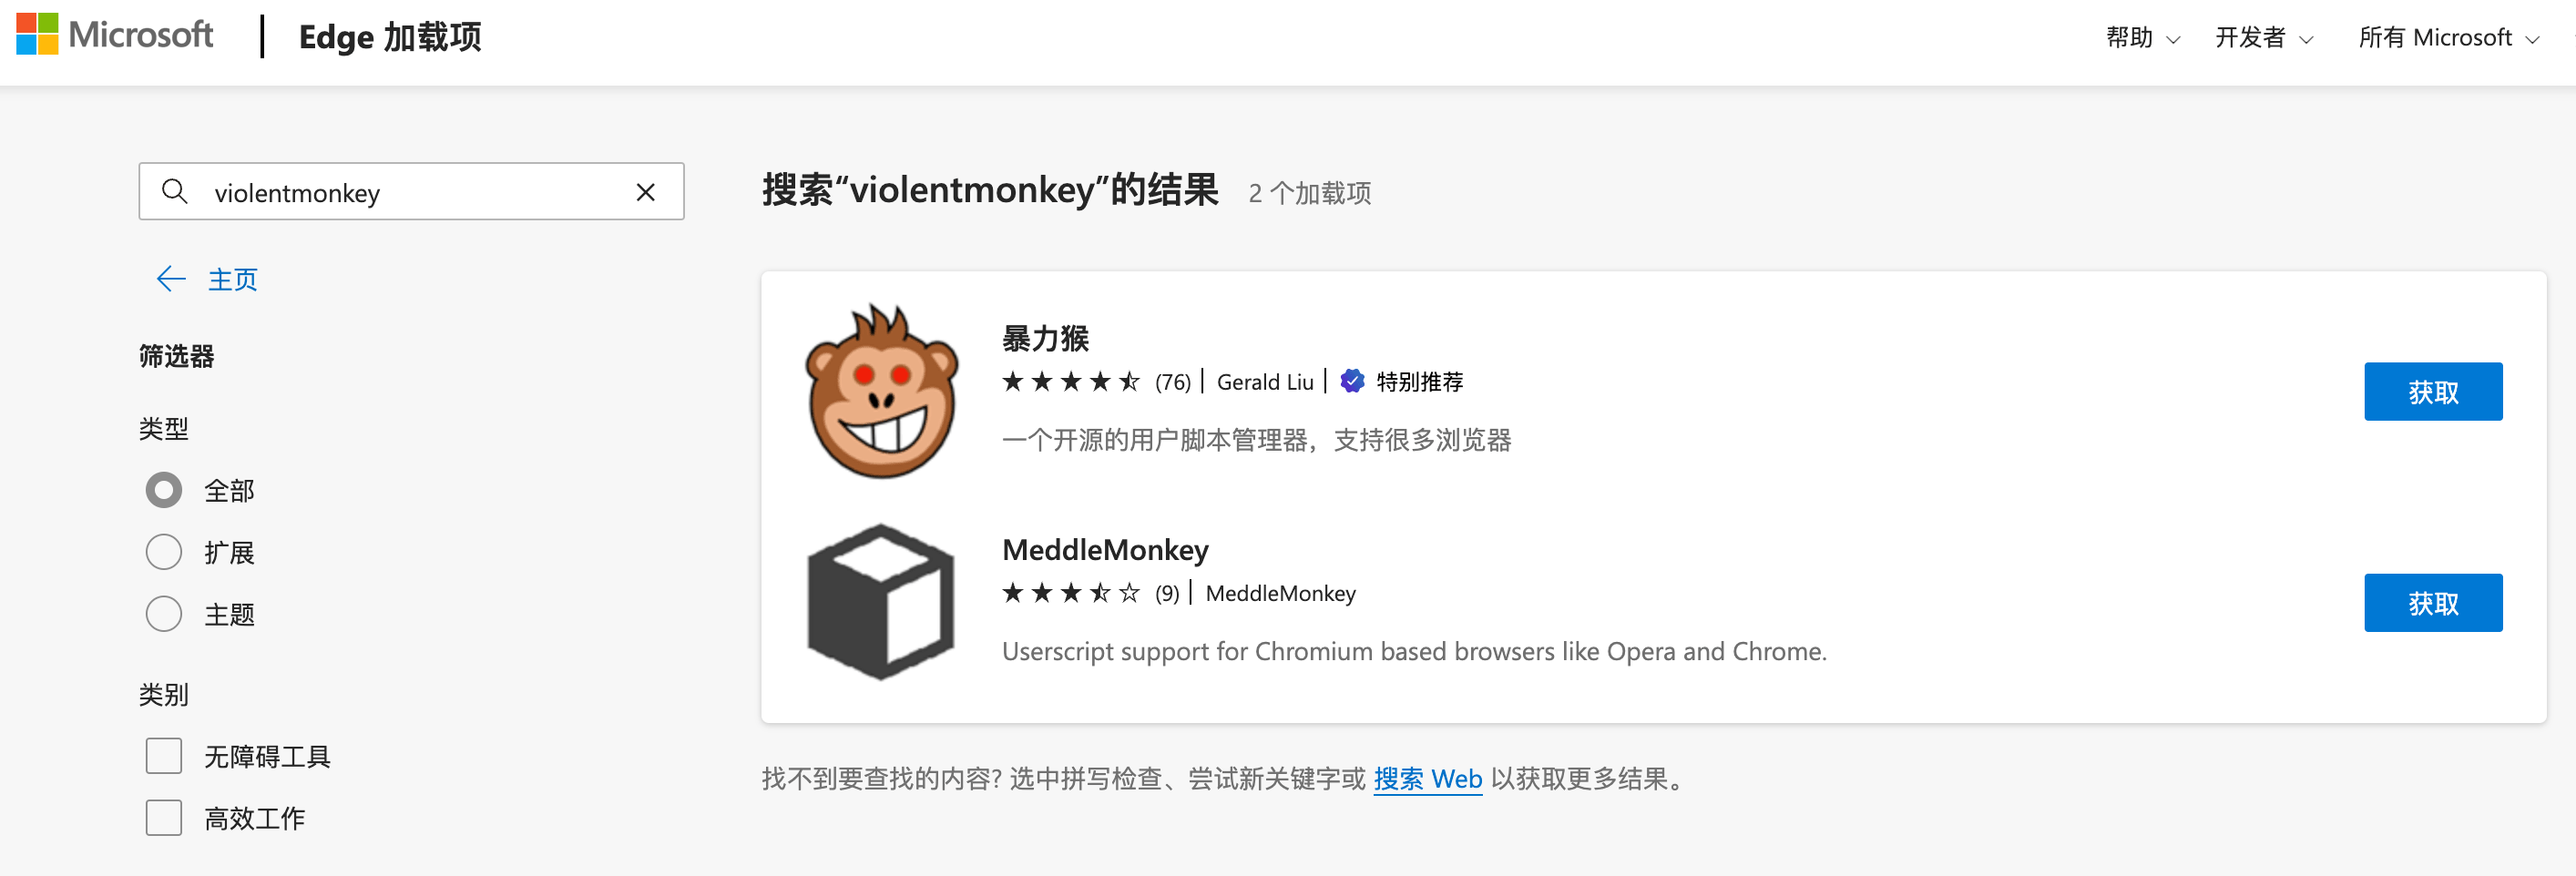 Microsoft | Edge 加载项
帮助 开发者 所有 Microsoft
violentmonkey
主页
筛选器
类型
全部
扩展
主题
类别
无障碍工具
高效工作
搜索“violentmonkey”的结果 2 个加载项
暴力猴
(76) | Gerald Liu | 特别推荐
一个开源的用户脚本管理器，支持很多浏览器
获取
MeddleMonkey
(9) | MeddleMonkey
Userscript support for Chromium based browsers like Opera and Chrome.
获取
找不到要查找的内容? 选中拼写检查、尝试新关键字或 搜索 Web 以获取更多结果。